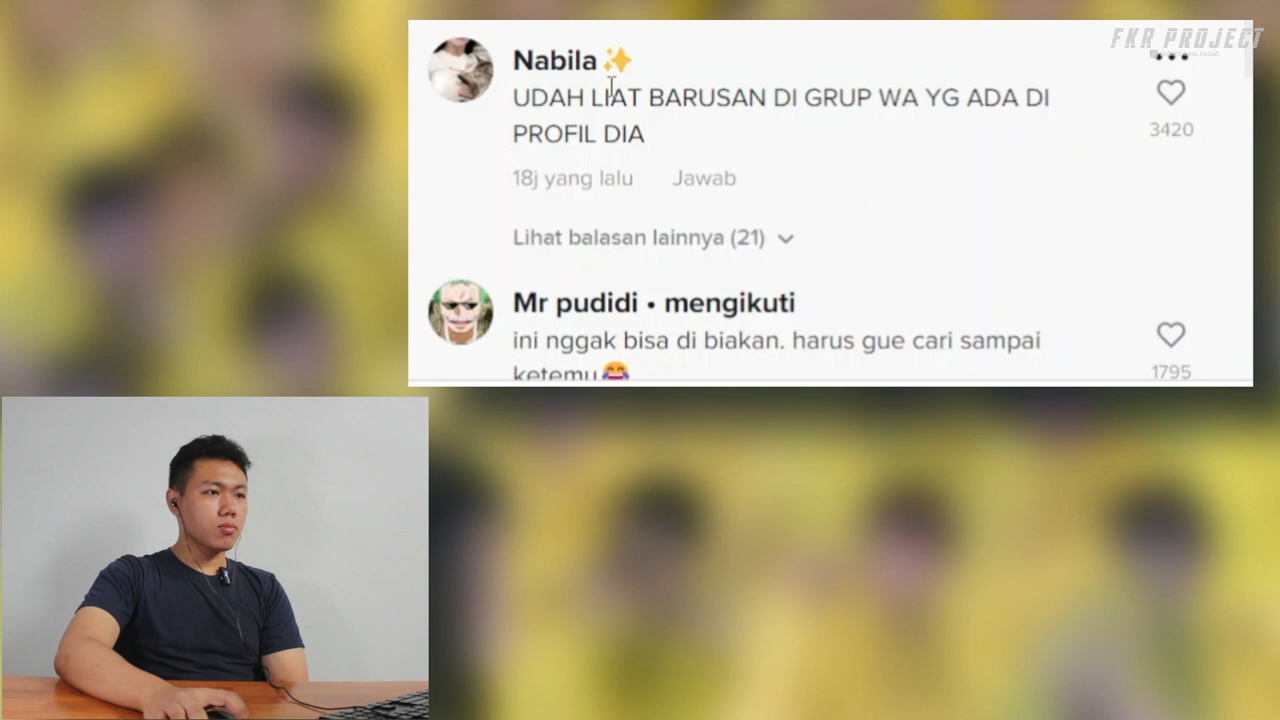 FKR PROJECT
Nabila✨
UDAH LIAT BARUSAN DI GRUP WA YG ADA DI
PROFIL DIA
3420
18j yang lalu Jawab
Lihat balasan lainnya (21)
Mr pudidi • mengikuti
ini nggak bisa di biakan. harus gue cari sampai
ketemu😂
1795